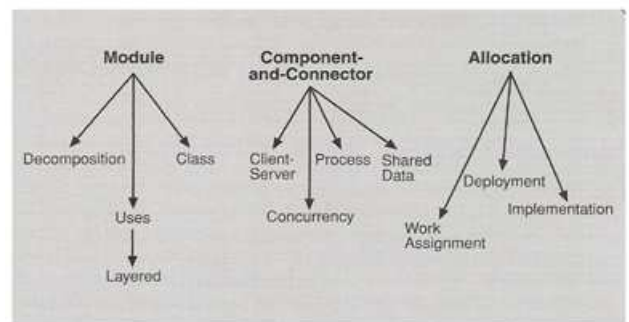 Module
Component-
and-Connector
Allocation
Decomposition
Class
Client-
Server
Process
Shared
Data
Deployment
Uses
Concurrency
Implementation
Work
Assignment
Layered